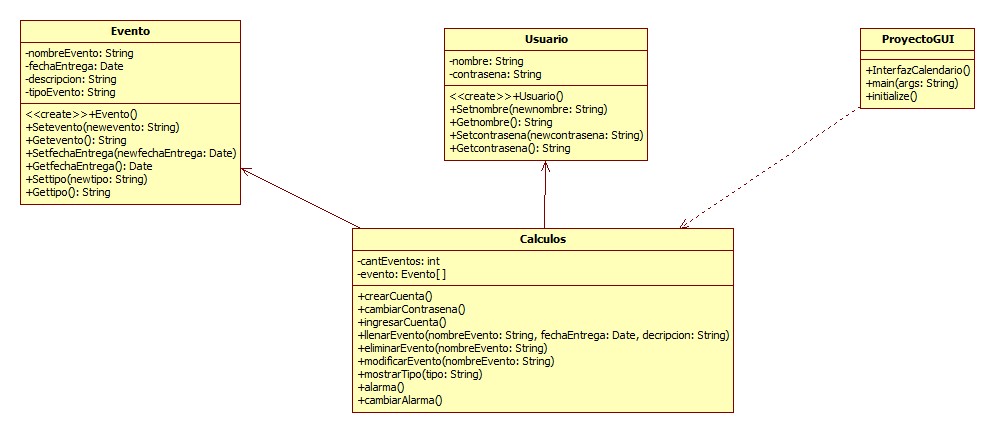 Evento
-nombreEvento: String
-fechaEntrega: Date
-descripcion: String
-tipoEvento: String
<<create>>+Evento()
+Setevento(newevento: String)
+Getevento(): String
+SetfechaEntrega(newfechaEntrega: Date)
+GetfechaEntrega(): Date
+Settipo(newtipo: String)
+Gettipo(): String
Usuario
-nombre: String
-contrasena: String
<<create>>+Usuario()
+Setnombre(newnombre: String)
+Getnombre(): String
+Setcontrasena(newcontrasena: String)
+Getcontrasena(): String
ProyectoGUI
+InterfazCalendario()
+main(args: String)
+initialize()
Calculos
-cantEventos: int
-evento: Evento[]
+crearCuenta()
+cambiarContrasena()
+ingresarCuenta()
+llenarEvento(nombreEvento: String, fechaEntrega: Date, decripcion: String)
+eliminarEvento(nombreEvento: String)
+modificarEvento(nombreEvento: String)
+mostrarTipo(tipo: String)
+alarma()
+cambiarAlarma()